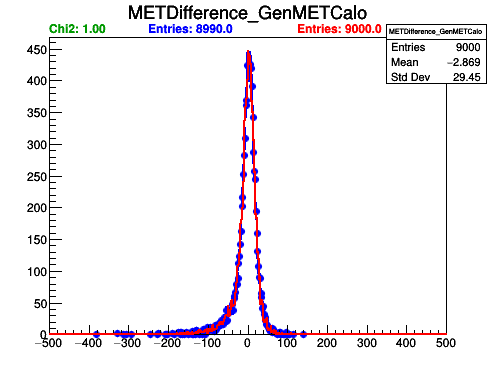 METDifference_GenMETCalo
Chi2: 1.00 Entries: 8990.0 Entries: 9000.0
METDifference_GenMETCalo
Entries 9000
Mean −2.869
Std Dev 29.45
450
400
350
300
250
200
150
100
50
0
−500 −400 −300 −200 −100 0 100 200 300 400 500